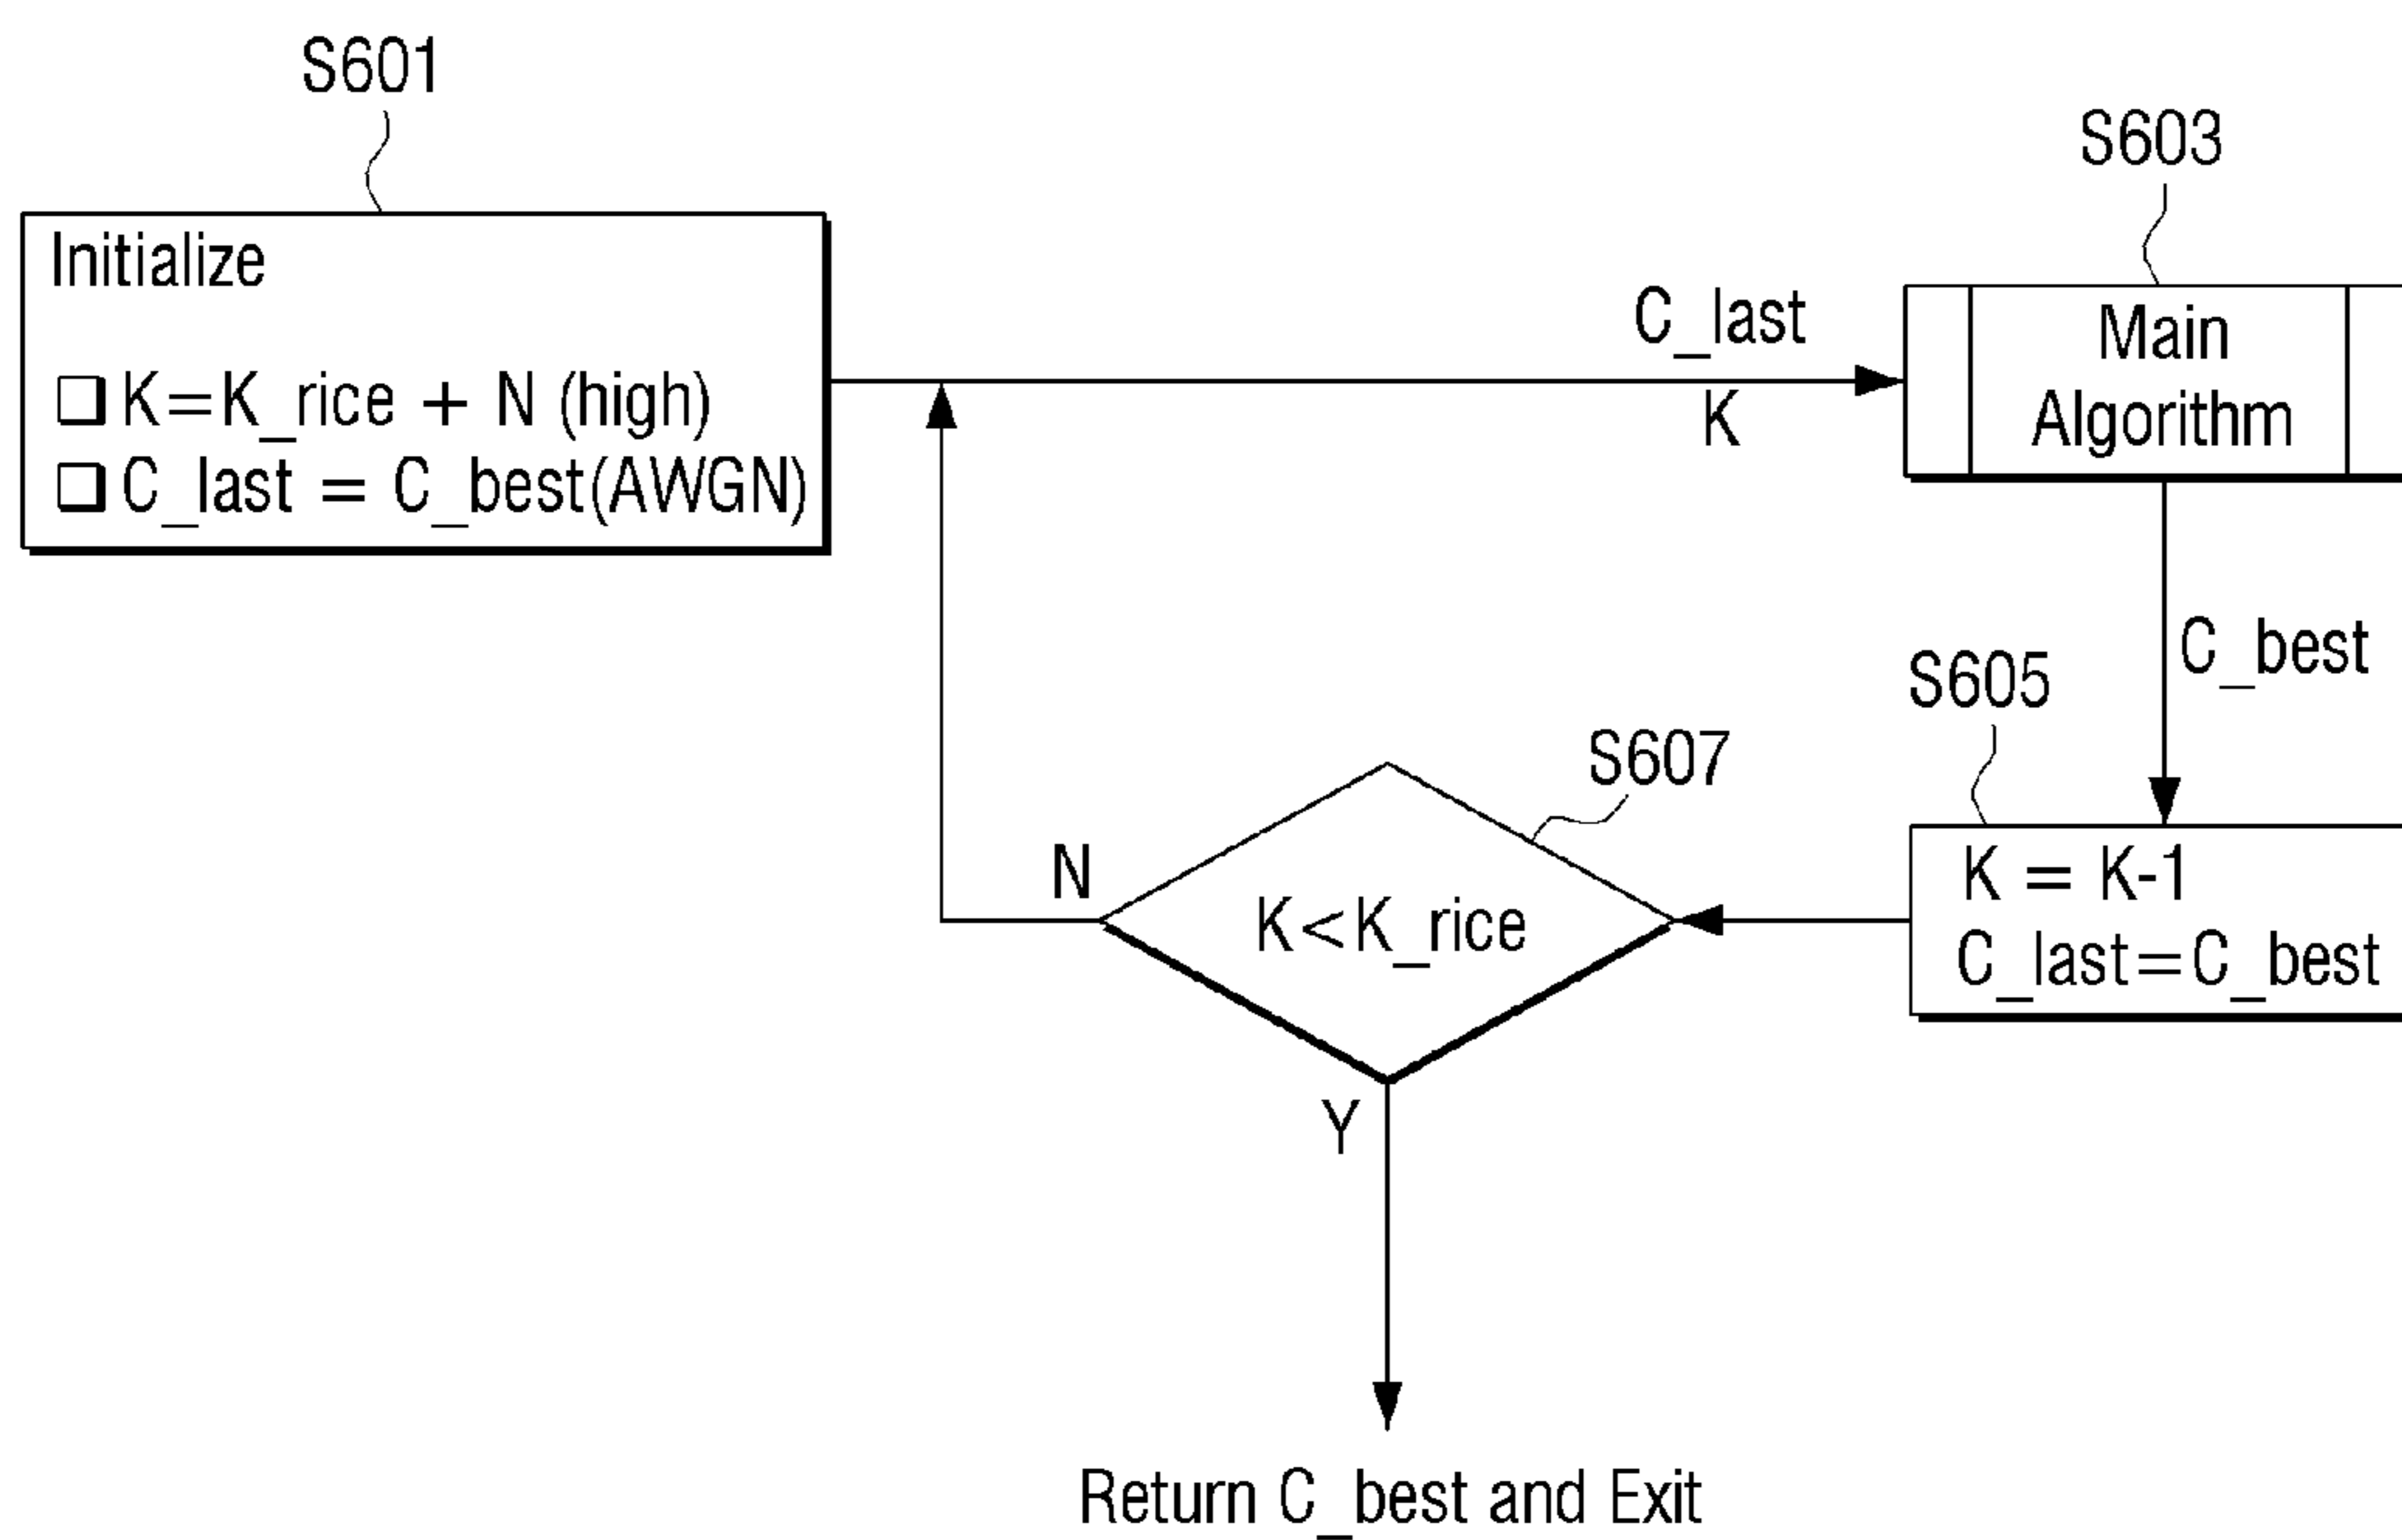 S601
Initialize
K=K_rice + N (high)
C_last = C_best(AWGN)
C_last
K
S603
Main
Algorithm
C_best
S605
K = K-1
C_last=C_best
S607
K<K_rice
N
Y
Return C_best and Exit